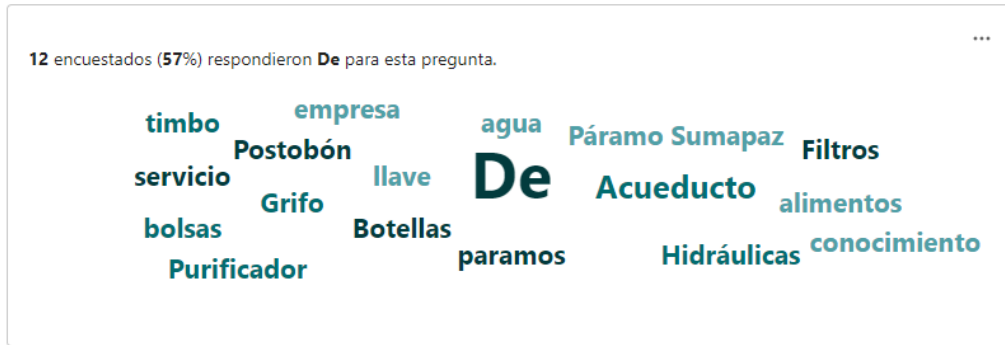 ...
12 encuestados (57%) respondieron De para esta pregunta.
empresa
timbo
agua
Páramo Sumapaz
Postobón
Filtros
servicio
llave
De
Acueducto
Grifo
alimentos
bolsas
Botellas
conocimiento
paramos
Hidráulicas
Purificador